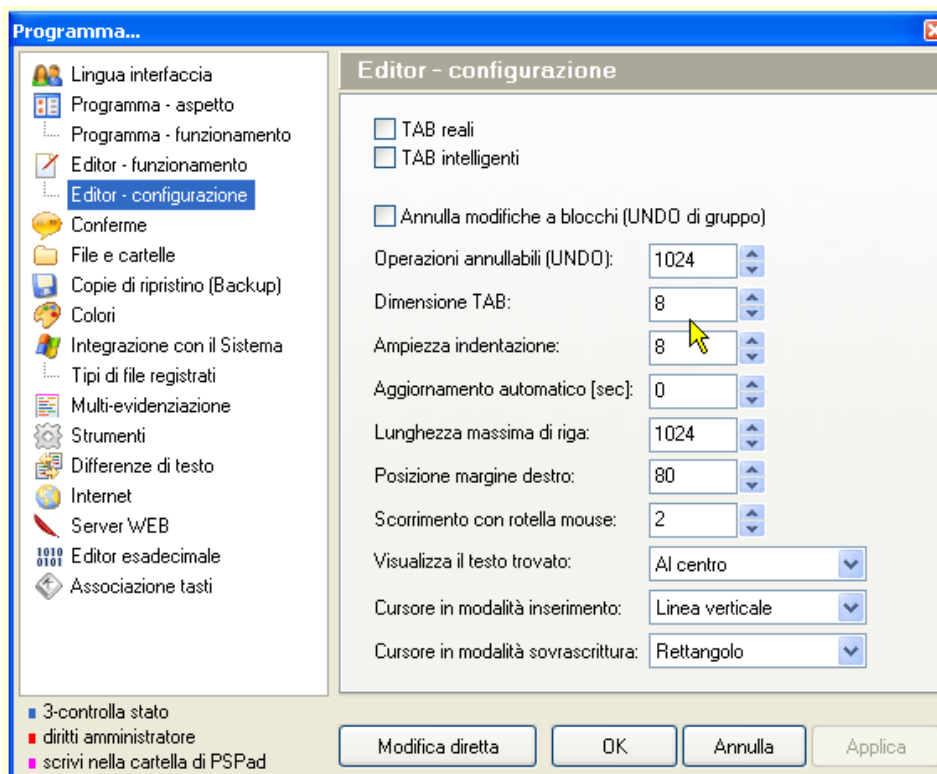 Programma...
Lingua interfaccia
Programma - aspetto
Programma - funzionamento
Editor - funzionamento
Editor - configurazione
Conferme
File e cartelle
Copie di ripristino (Backup)
Colori
Integrazione con il Sistema
Tipi di file registrati
Multi-evidenziazione
Strumenti
Differenze di testo
Internet
Server WEB
1010
0101
Editor esadecimale
Associazione tasti
3-controlla stato
diritti amministratore
scrivi nella cartella di PSPad
Editor - configurazione
TAB reali
TAB intelligenti
Annulla modifiche a blocchi (UNDO di gruppo)
Operazioni annullabili (UNDO): 1024
Dimensione TAB: 8
Ampiezza indentazione: 8
Aggiornamento automatico [sec]: 0
Lunghezza massima di riga: 1024
Posizione margine destro: 80
Scorrimento con rotella mouse: 2
Visualizza il testo trovato: Al centro
Cursore in modalità inserimento: Linea verticale
Cursore in modalità sovrascrittura: Rettangolo
Modifica diretta OK Annulla Applica